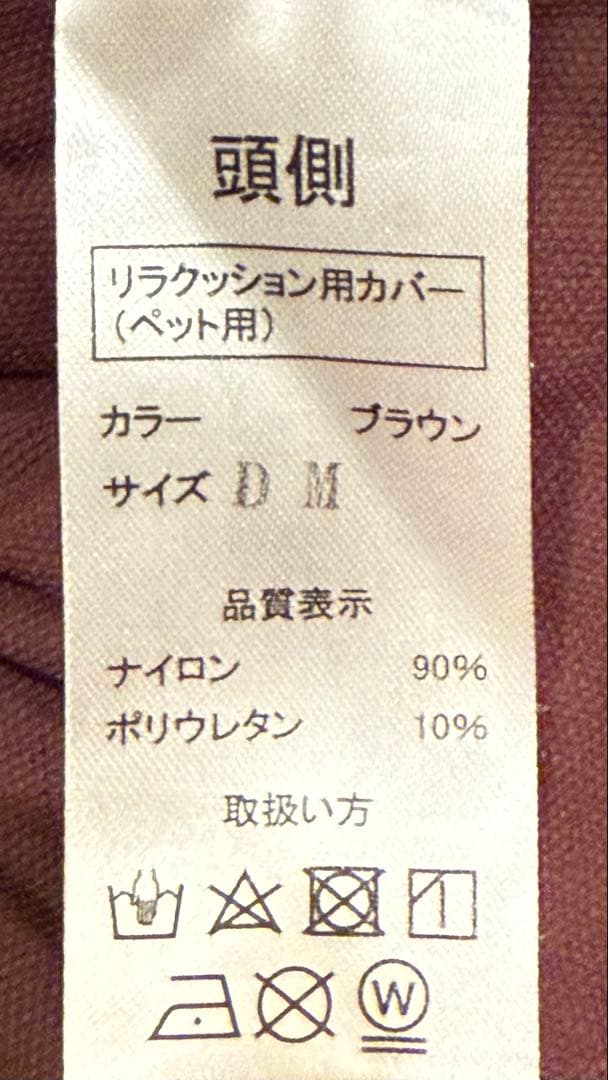 頭側
リラクッション用カバー
（ペット用）
カラー ブラウン
サイズ D M
品質表示
ナイロン 90%
ポリウレタン 10%
取扱い方
W